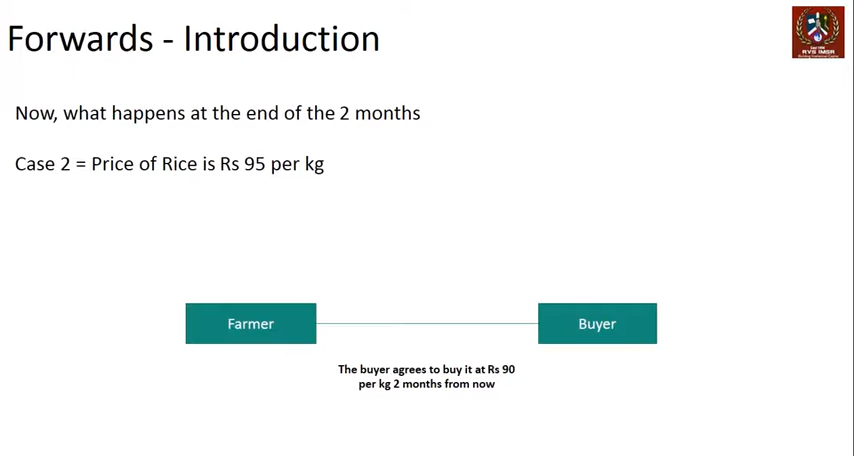 Forwards - Introduction
RVS IMSR
Now, what happens at the end of the 2 months
Case 2 = Price of Rice is Rs 95 per kg
Farmer
Buyer
The buyer agrees to buy it at Rs 90
per kg 2 months from now